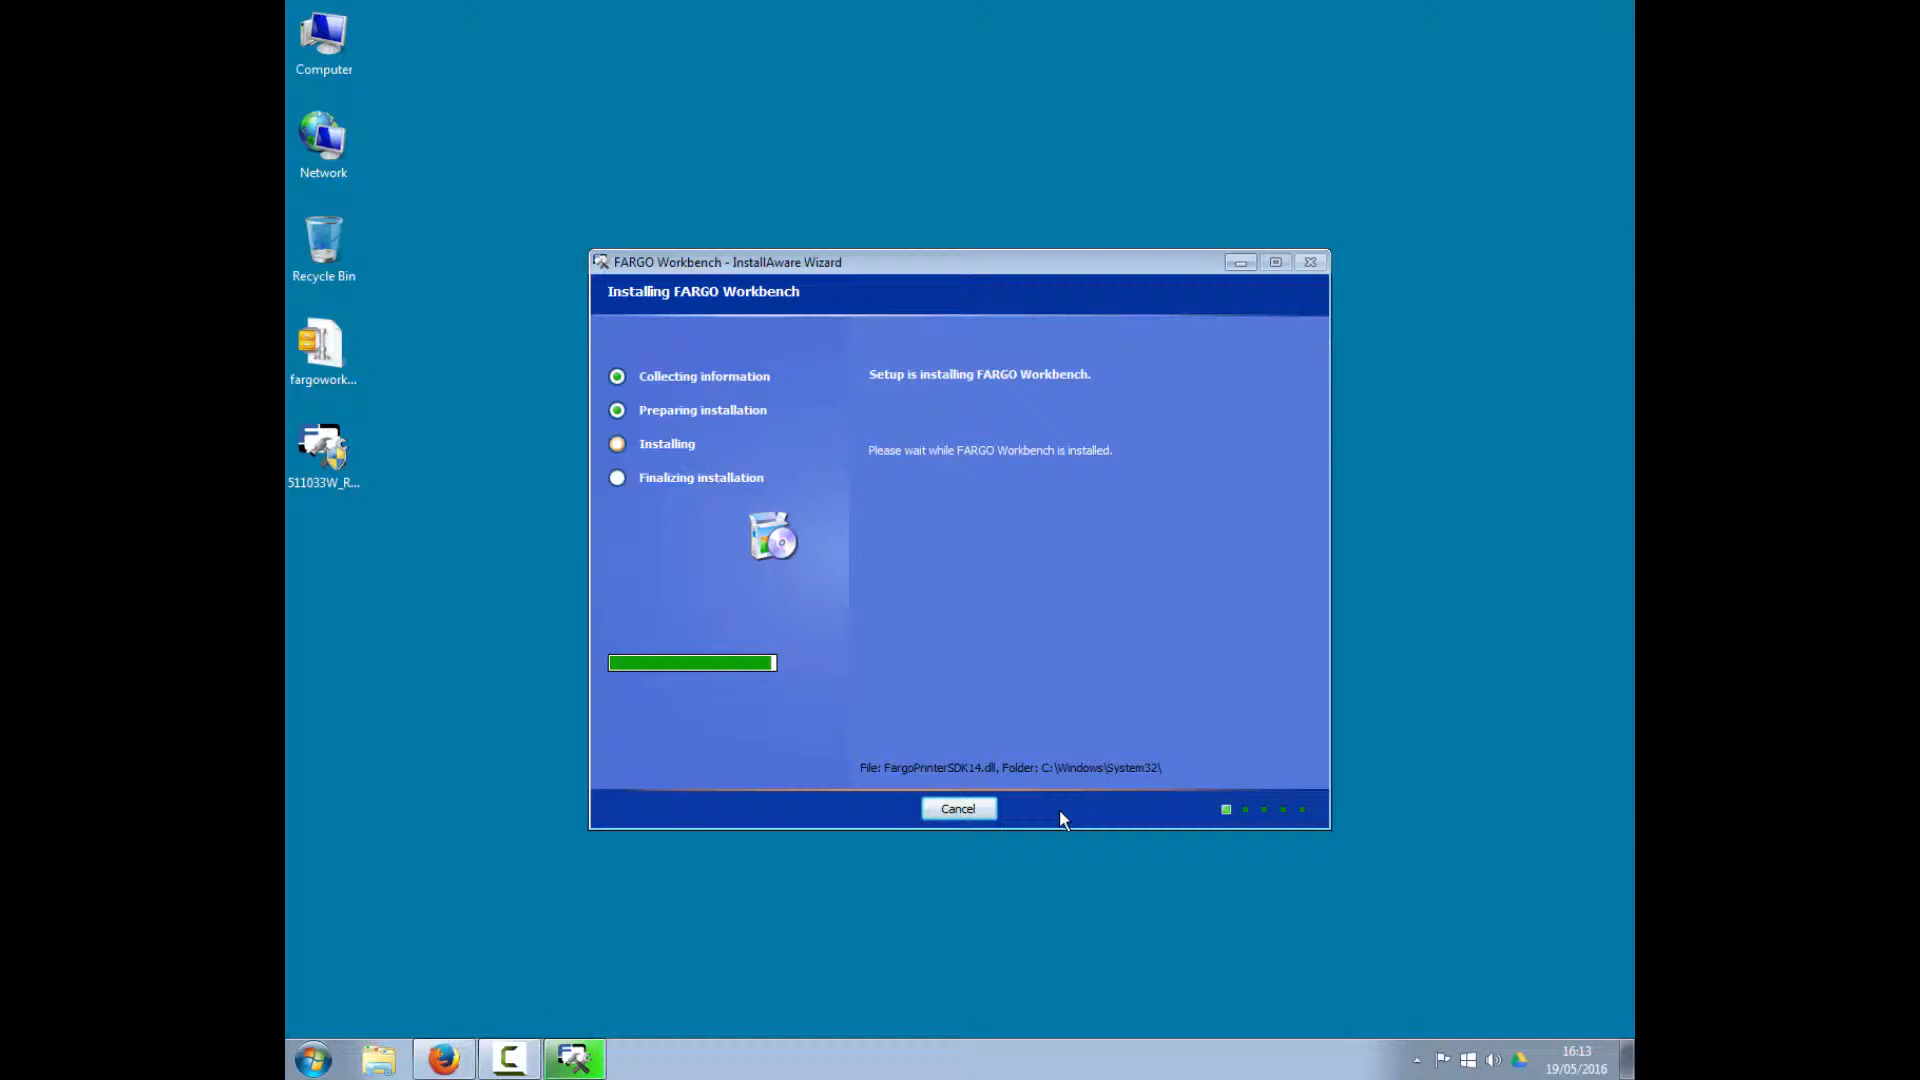 Computer
Network
Recycle Bin
fargowork...
511033W_R...
FARGO Workbench - InstallAware Wizard
Installing FARGO Workbench
Collecting information
Preparing installation
Installing
Finalizing installation
Setup is installing FARGO Workbench.
Please wait while FARGO Workbench is installed.
File: FargoPrinterSDK14.dll, Folder: C:\Windows\System32\
Cancel
16:13
19/05/2016